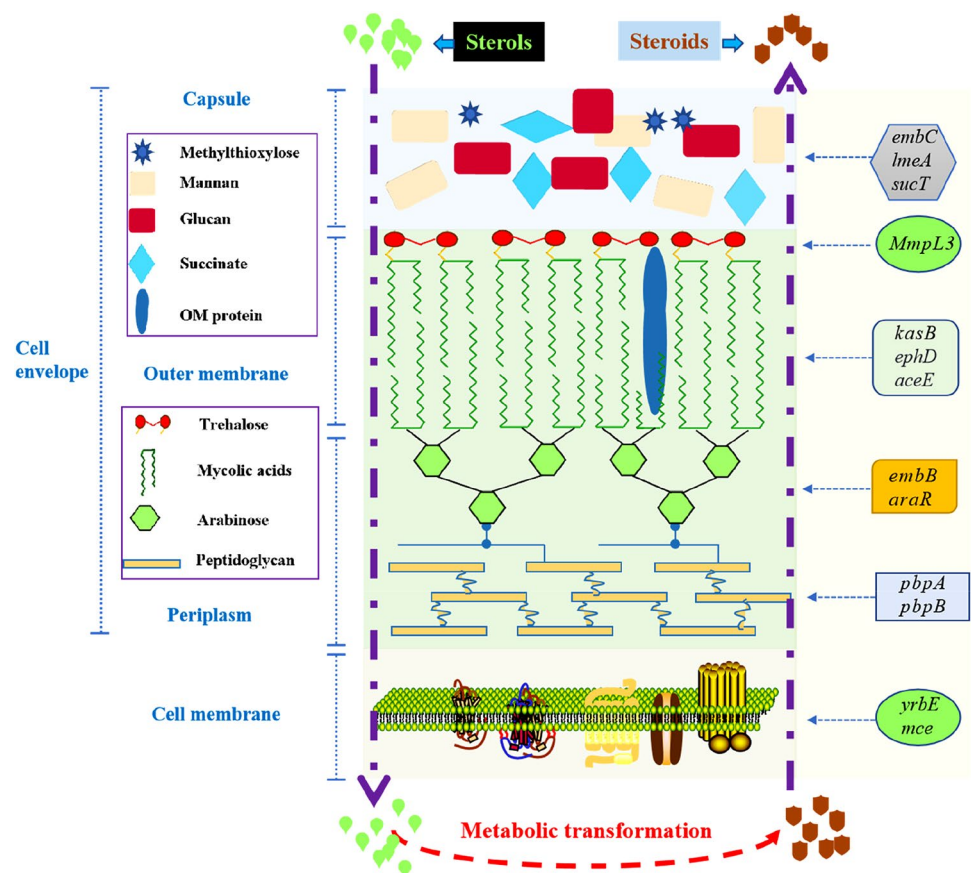 Sterols
Steroids
Capsule
Methylthioxylose
Mannan
Glucan
Succinate
OM protein
Cell
envelope
Outer membrane
Trehalose
Mycolic acids
Arabinose
Peptidoglycan
Periplasm
Cell membrane
embC
lmeA
sucT
MmpL3
kasB
ephD
aceE
embB
araR
pbpA
pbpB
yrbE
mce
Metabolic transformation